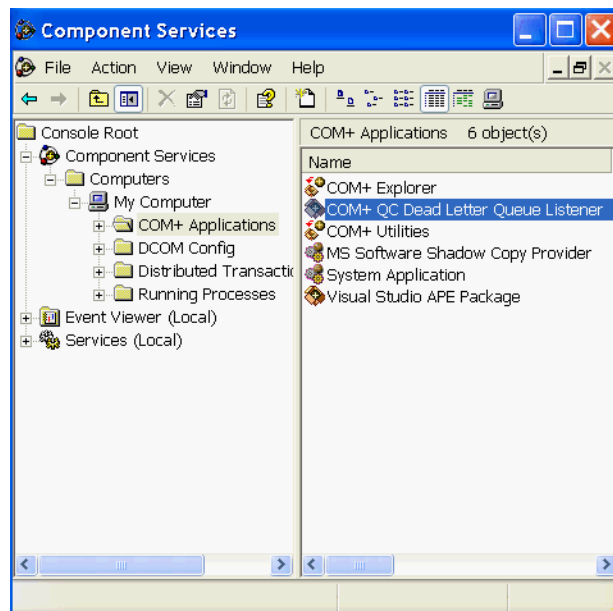 Component Services
File Action View Window Help
Console Root
Component Services
Computers
My Computer
COM+ Applications
DCOM Config
Distributed Transactic
Running Processes
Event Viewer (Local)
Services (Local)
COM+ Applications 6 object(s)
Name
COM+ Explorer
COM+ QC Dead Letter Queue Listener
COM+ Utilities
MS Software Shadow Copy Provider
System Application
Visual Studio APE Package